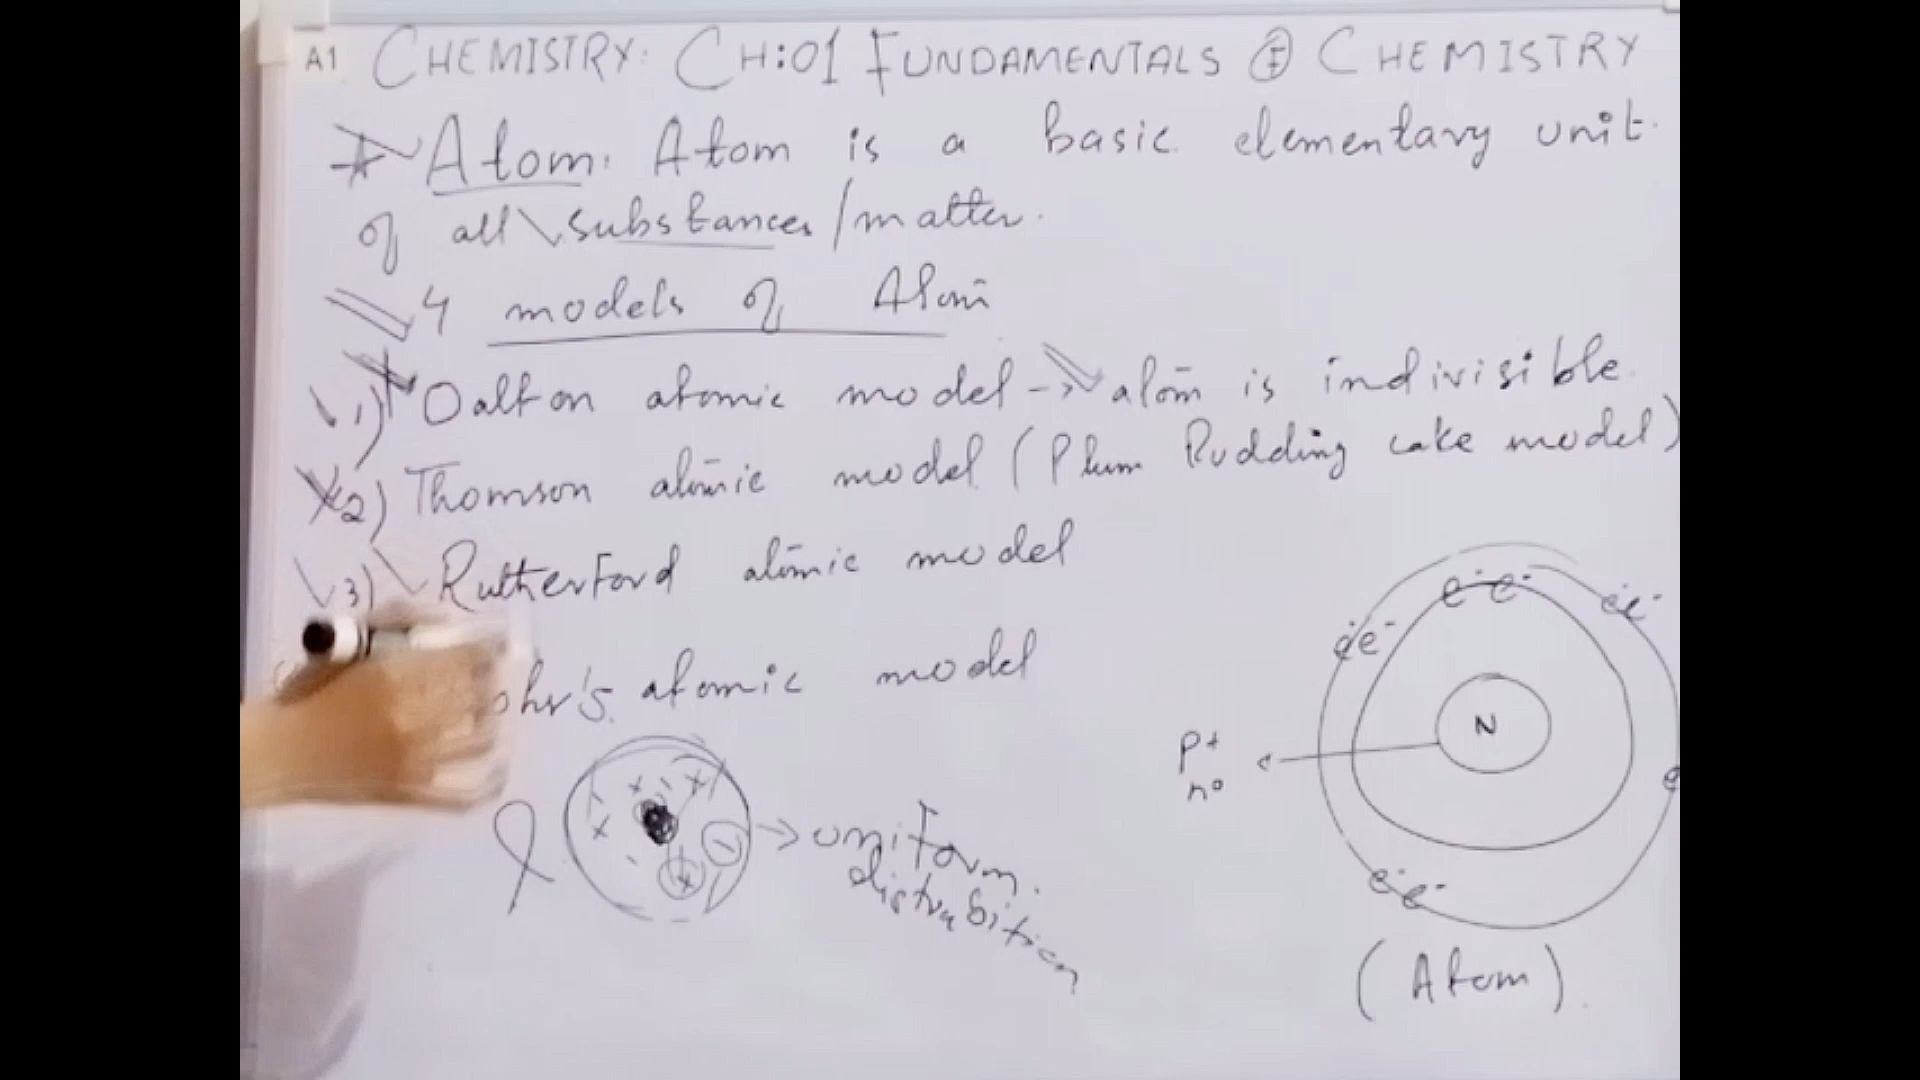 A1 CHEMISTRY: CH:01 FUNDAMENTALS OF CHEMISTRY
Atom: Atom is a basic elementary unit
of all substances/matter.
4 models of Atom
1) Dalton atomic model -> atom is indivisible
2) Thomson atomic model (Plum Pudding cake model)
3) Rutherford atomic model
ohr's atomic model
uniform
distrubition
e- e-
e-
e-
N
p+
n°
e
e- e-
(Atom)